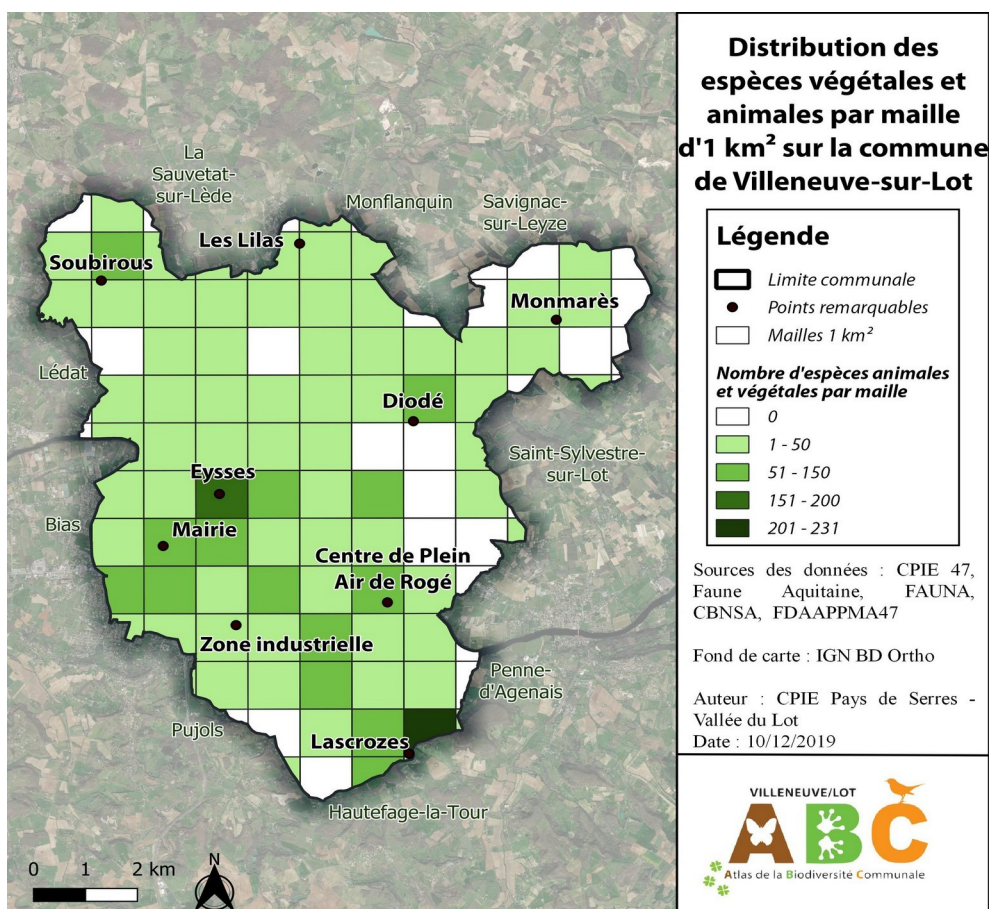 Distribution des
espèces végétales et
animales par maille
d'1 km² sur la commune
de Villeneuve-sur-Lot
Légende
Limite communale
Points remarquables
Mailles 1 km²
Nombre d'espèces animales
et végétales par maille
0
1 - 50
51 - 150
151 - 200
201 - 231
Sources des données : CPIE 47,
Faune Aquitaine, FAUNA,
CBNSA, FDAAPPMA47
Fond de carte : IGN BD Ortho
Auteur : CPIE Pays de Serres -
Vallée du Lot
Date : 10/12/2019
VILLENEUVE/LOT
ABC
Atlas de la Biodiversité Communale
La
Sauvetat-
sur-Lède
Monflanquin
Savignac-
sur-Leyze
Les Lilas
Soubirous
Monmarès
Lédat
Diodé
Saint-Sylvestre-
sur-Lot
Eysses
Bias
Mairie
Centre de Plein
Air de Rogé
Zone industrielle
Penne-
d'Agenais
Pujols
Lascrozes
Hautefage-la-Tour
0 1 2 km
N